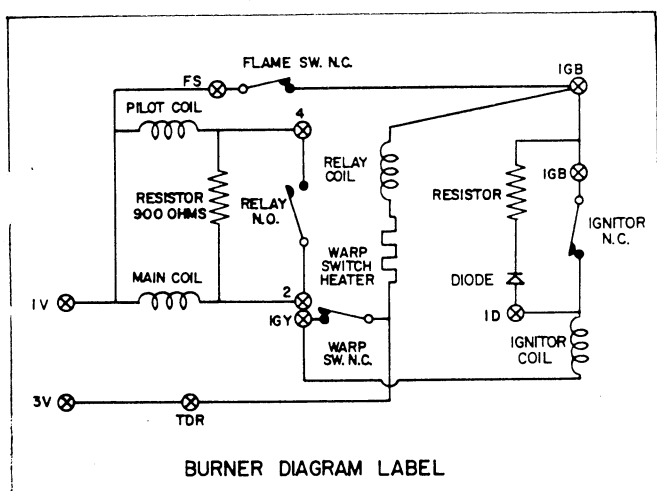 FLAME SW. N.C.
FS
IGB
PILOT COIL
4
RELAY
COIL
RESISTOR
IGB
RESISTOR
900 OHMS
RELAY
N.O.
IGNITOR
N.C.
WARP
SWITCH
HEATER
MAIN COIL
DIODE
1V
2
1D
IGY
WARP
SW. N.C.
IGNITOR
COIL
3V
TDR
BURNER DIAGRAM LABEL